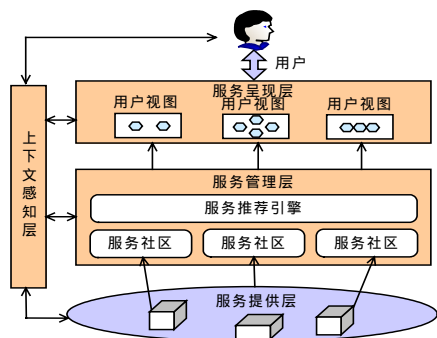 用户
服务呈现层
用户视图
用户视图
用户视图
上下文感知层
服务管理层
服务推荐引擎
服务社区
服务社区
服务社区
服务提供层